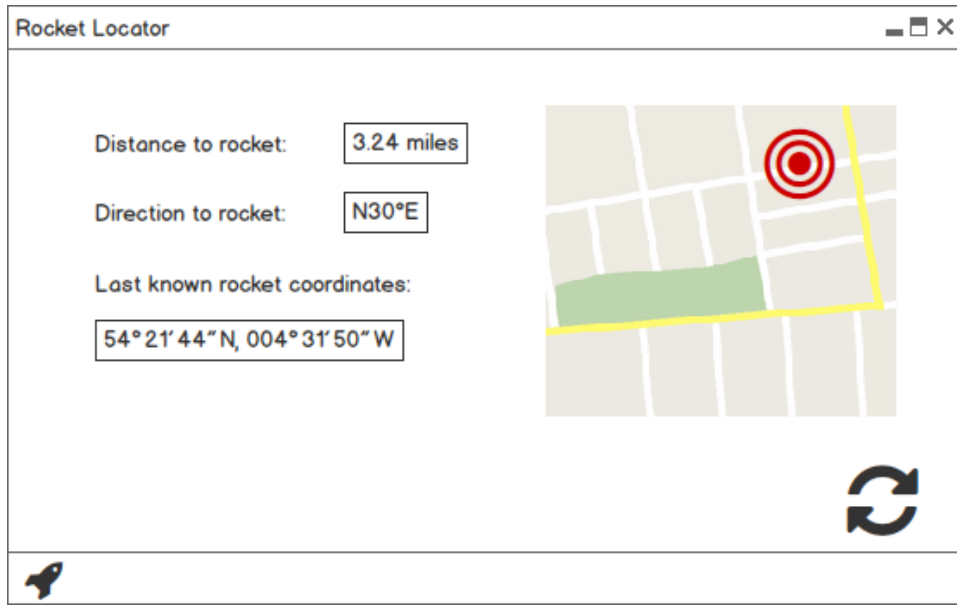 Rocket Locator
Distance to rocket: 3.24 miles
Direction to rocket: N30°E
Last known rocket coordinates:
54° 21′ 44″ N, 004° 31′ 50″ W